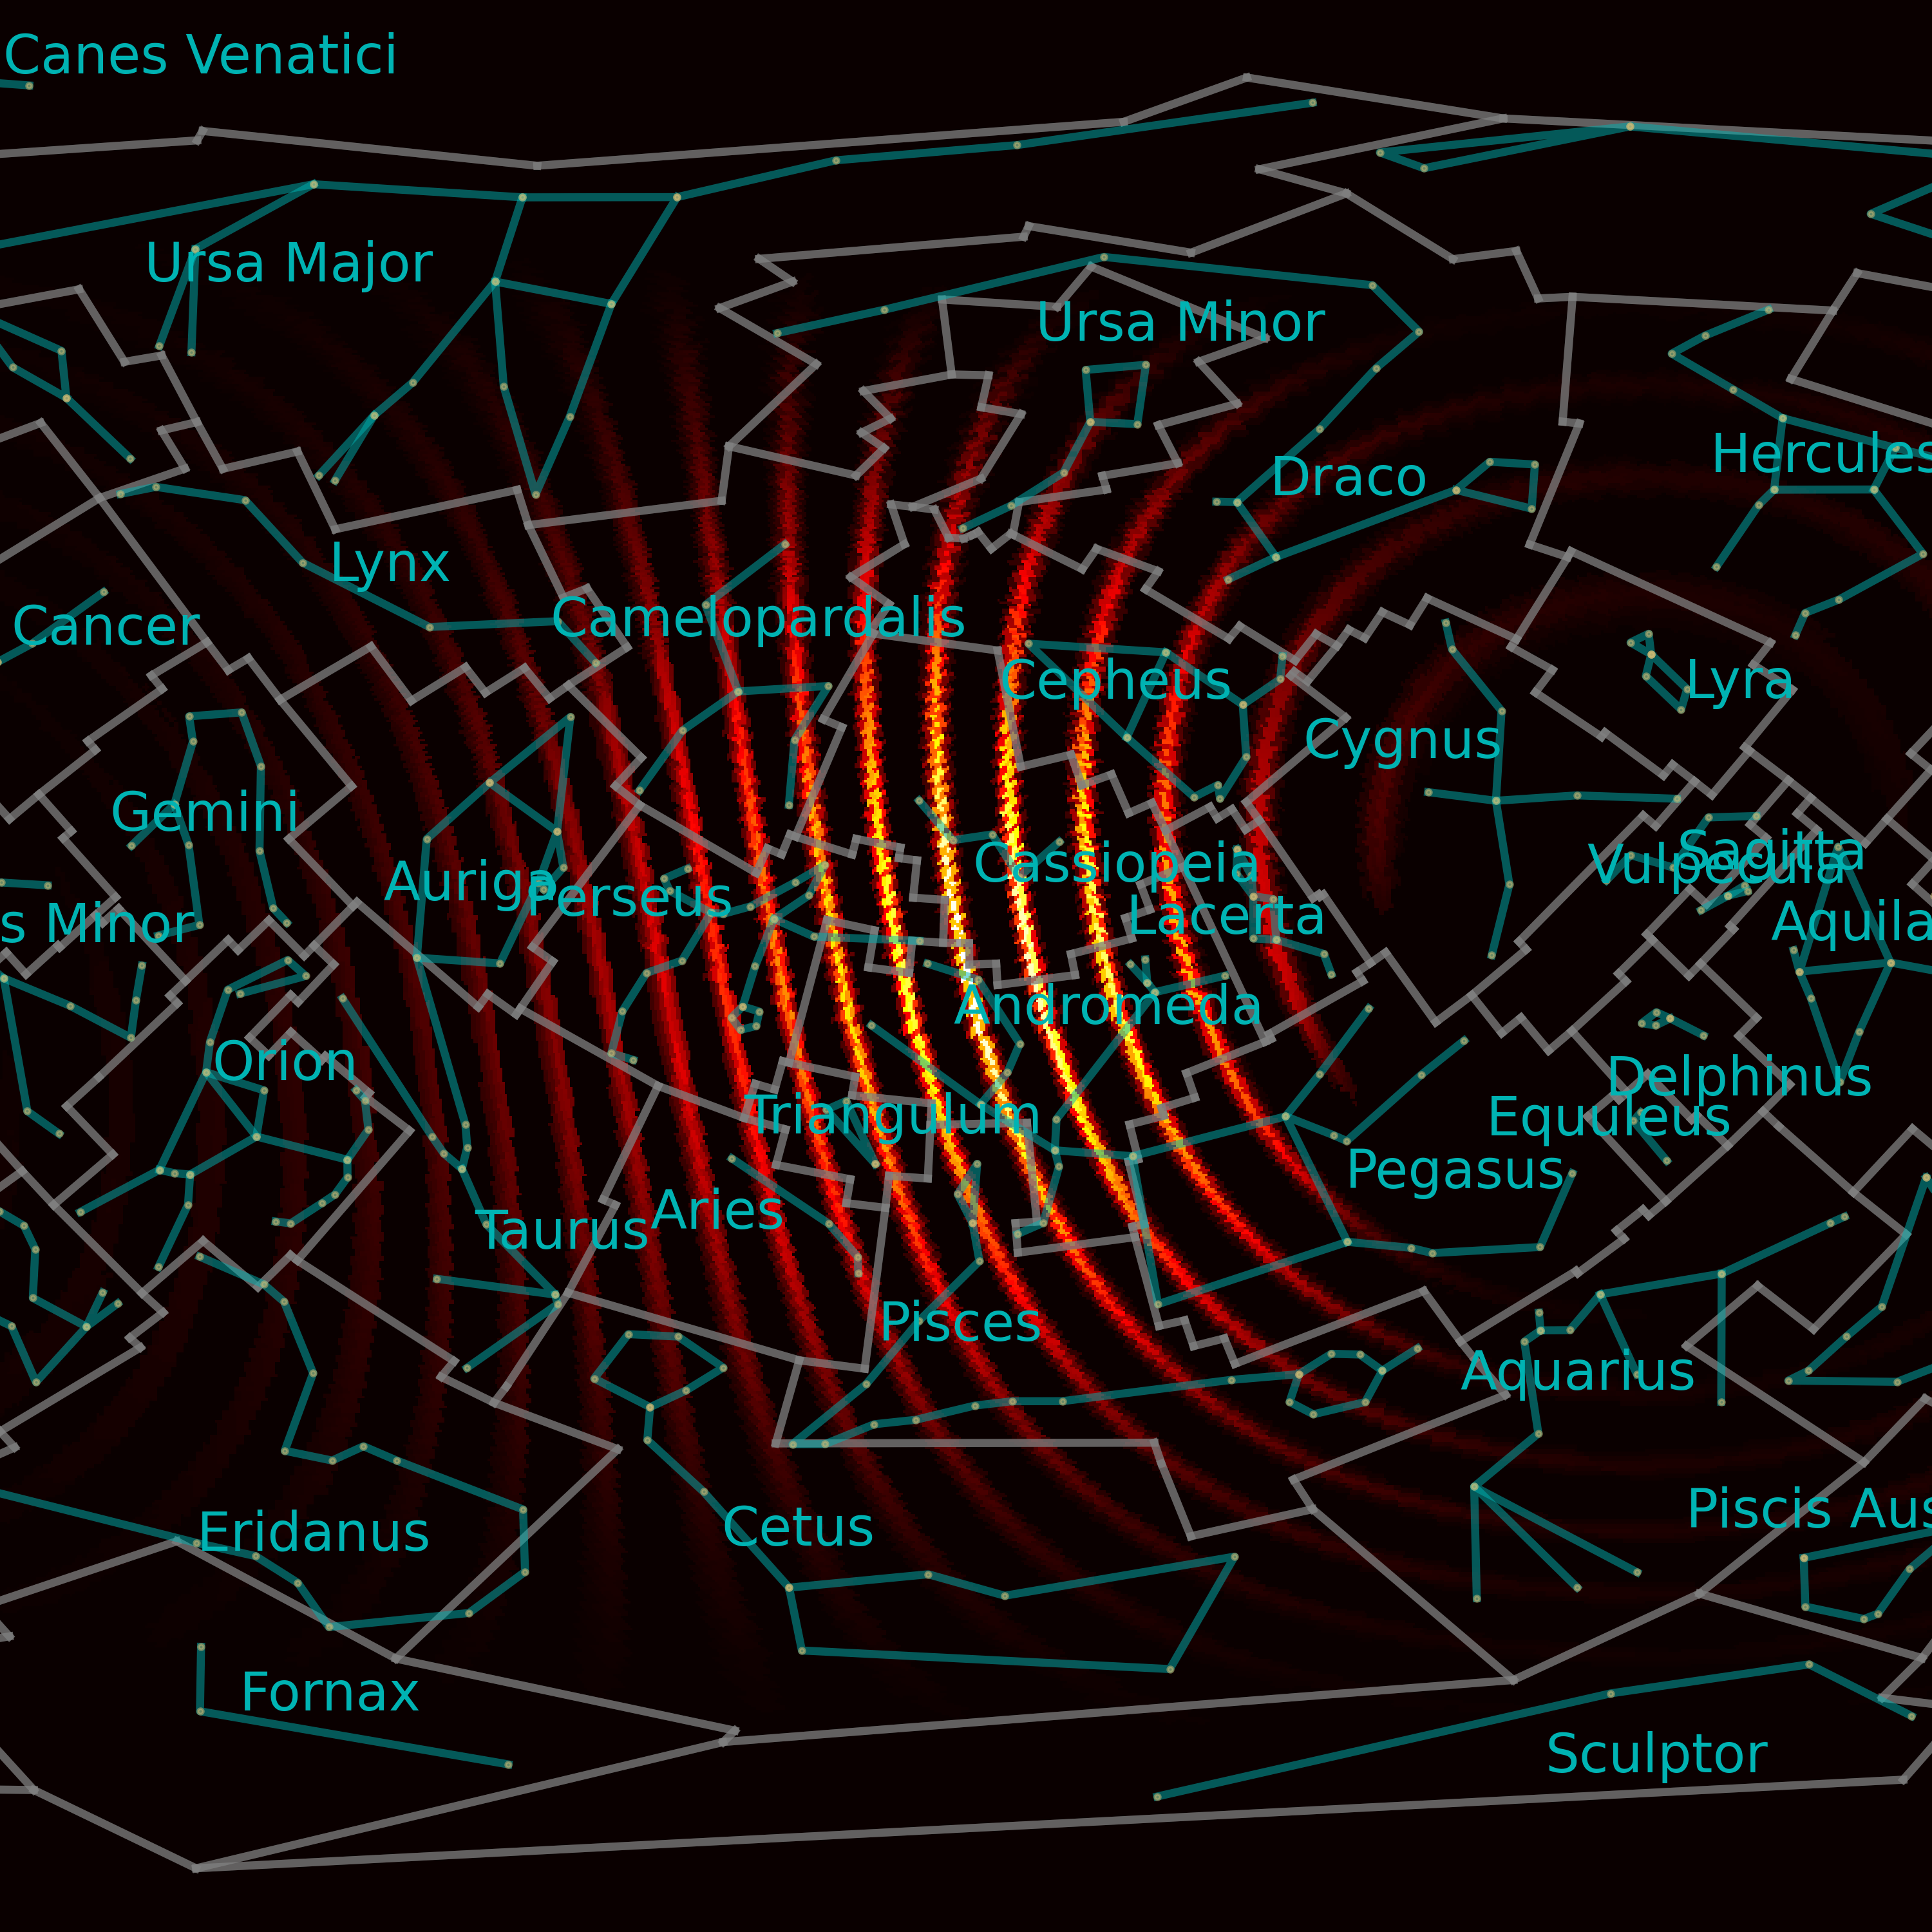 Canes Venatici
Ursa Major
Ursa Minor
Hercules
Draco
Lynx
Camelopardalis
Cancer
Cepheus
Lyra
Cygnus
Gemini
Sagitta
Vulpecula
Cassiopeia
Auriga
Perseus
Lacerta
Aquila
s Minor
Andromeda
Orion
Delphinus
Triangulum
Equuleus
Pegasus
Aries
Taurus
Pisces
Aquarius
Piscis Aus
Cetus
Eridanus
Fornax
Sculptor